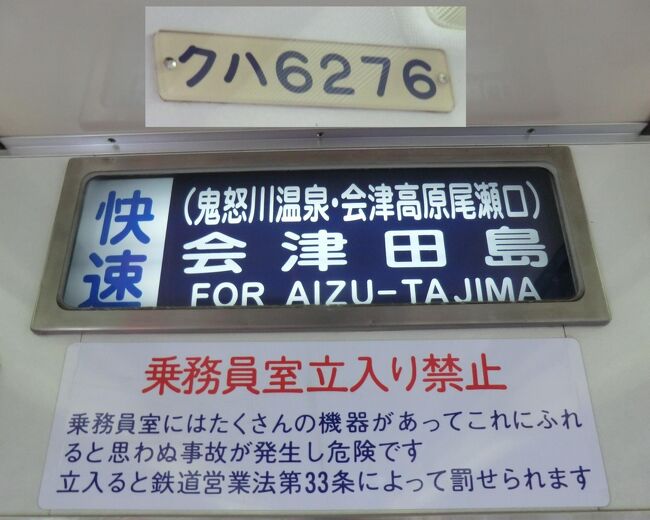 クハ6276
快速
(鬼怒川温泉・会津高原尾瀬口)
会津田島
FOR AIZU-TAJIMA
乗務員室立入り禁止
乗務員室にはたくさんの機器があってこれにふれ
ると思わぬ事故が発生し危険です
立入ると鉄道営業法第33条によって罰せられます